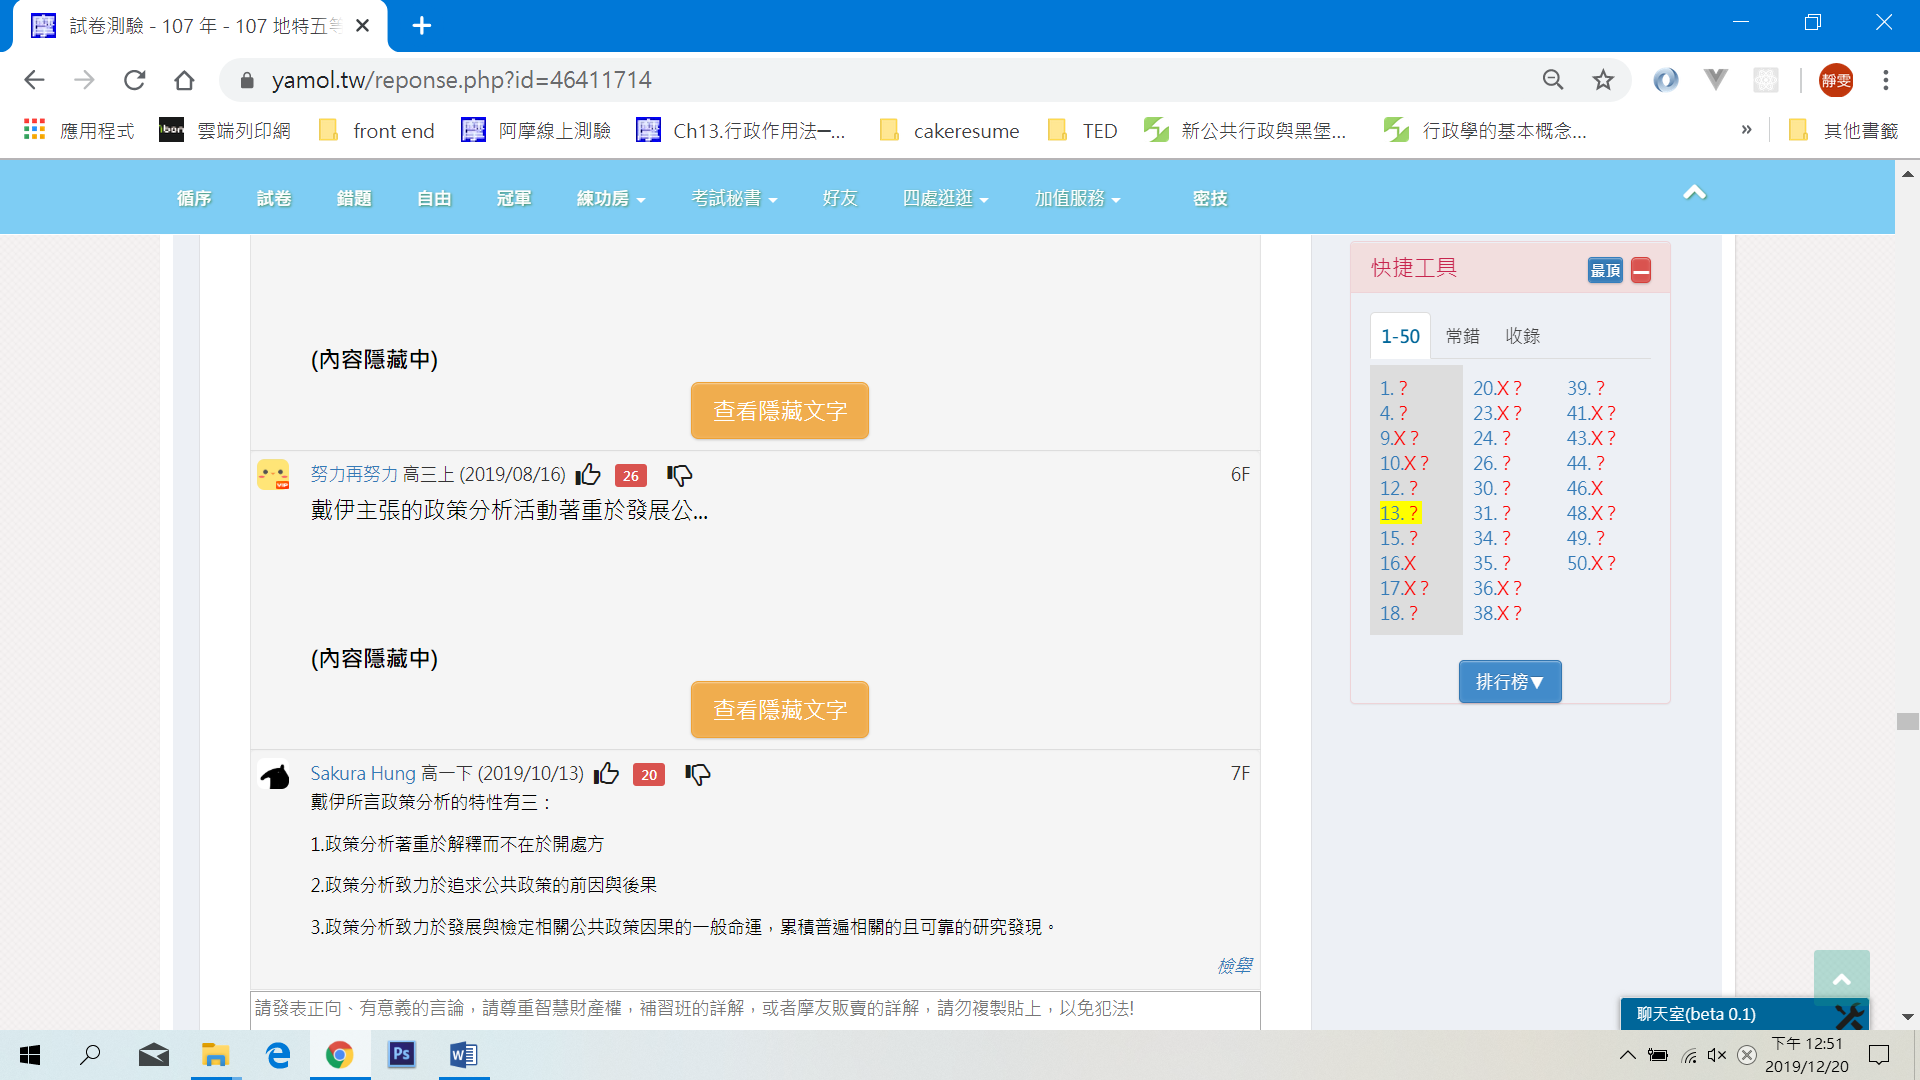 試卷測驗 - 107 年 - 107 地特五等
yamol.tw/reponse.php?id=46411714
靜雯
應用程式
ibon
雲端列印網
front end
摩
阿摩線上測驗
摩
Ch13.行政作用法─...
cakeresume
TED
新公共行政與黑堡...
行政學的基本概念...
»
其他書籤
循序
試卷
錯題
自由
冠軍
練功房
考試秘書
好友
四處逛逛
加值服務
密技
(內容隱藏中)
查看隱藏文字
努力再努力 高三上 (2019/08/16) 26 6F
VIP
戴伊主張的政策分析活動著重於發展公...
(內容隱藏中)
查看隱藏文字
Sakura Hung 高一下 (2019/10/13) 20 7F
戴伊所言政策分析的特性有三：
1.政策分析著重於解釋而不在於開處方
2.政策分析致力於追求公共政策的前因與後果
3.政策分析致力於發展與檢定相關公共政策因果的一般命運，累積普遍相關的且可靠的研究發現。
檢舉
請發表正向、有意義的言論，請尊重智慧財產權，補習班的詳解，或者摩友販賣的詳解，請勿複製貼上，以免犯法!
快捷工具
最頂
1-50
常錯
收錄
1. ?
4. ?
9.X ?
10.X ?
12. ?
13. ?
15. ?
16.X
17.X ?
18. ?
20.X ?
23.X ?
24. ?
26. ?
30. ?
31. ?
34. ?
35. ?
36.X ?
38.X ?
39. ?
41.X ?
43.X ?
44. ?
46.X
48.X ?
49. ?
50.X ?
排行榜▼
聊天室(beta 0.1)
Ps
下午 12:51
2019/12/20